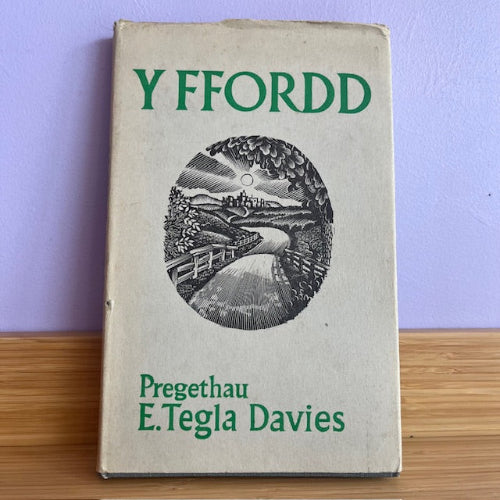 Y FFORDD
Pregethau
E. Tegla Davies